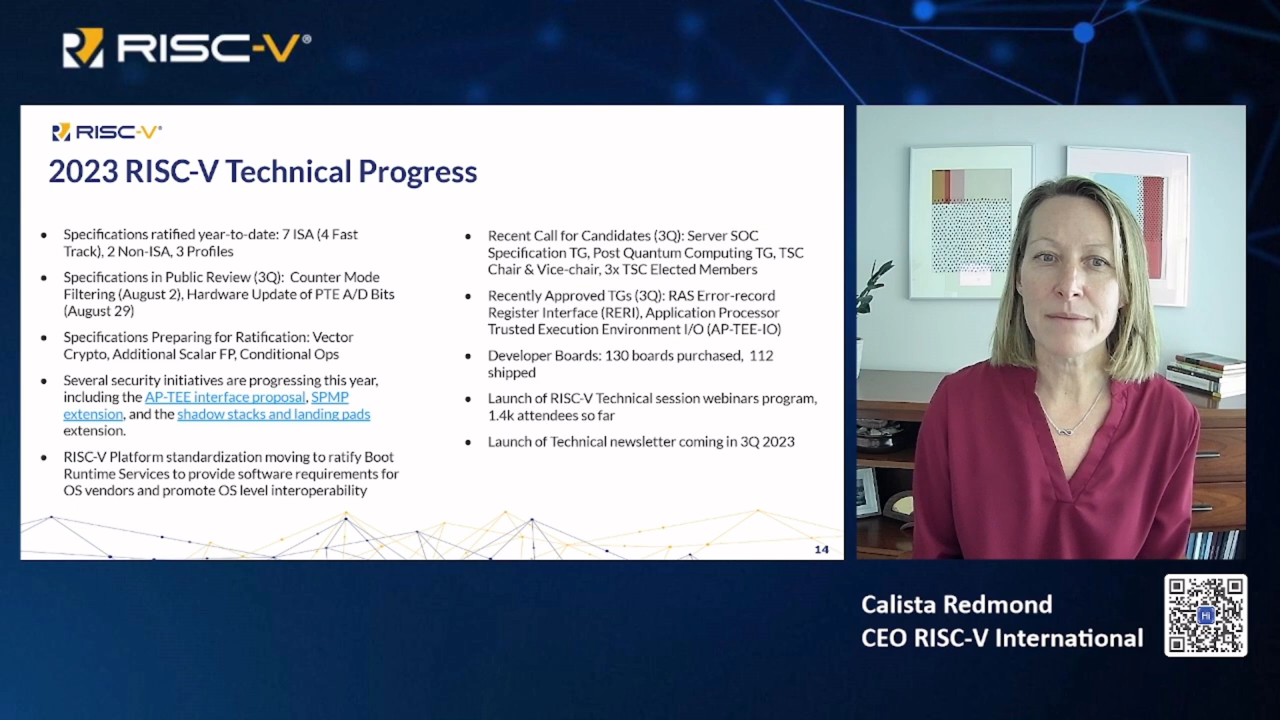 RISC-V®
RISC-V®
2023 RISC-V Technical Progress
● Specifications ratified year-to-date: 7 ISA (4 Fast
Track), 2 Non-ISA, 3 Profiles
● Specifications in Public Review (3Q): Counter Mode
Filtering (August 2), Hardware Update of PTE A/D Bits
(August 29)
● Specifications Preparing for Ratification: Vector
Crypto, Additional Scalar FP, Conditional Ops
● Several security initiatives are progressing this year,
including the AP-TEE interface proposal, SPMP
extension, and the shadow stacks and landing pads
extension.
● RISC-V Platform standardization moving to ratify Boot
Runtime Services to provide software requirements for
OS vendors and promote OS level interoperability
● Recent Call for Candidates (3Q): Server SOC
Specification TG, Post Quantum Computing TG, TSC
Chair & Vice-chair, 3x TSC Elected Members
● Recently Approved TGs (3Q): RAS Error-record
Register Interface (RERI), Application Processor
Trusted Execution Environment I/O (AP-TEE-IO)
● Developer Boards: 130 boards purchased, 112
shipped
● Launch of RISC-V Technical session webinars program,
1.4k attendees so far
● Launch of Technical newsletter coming in 3Q 2023
14
Calista Redmond
CEO RISC-V International
Hi